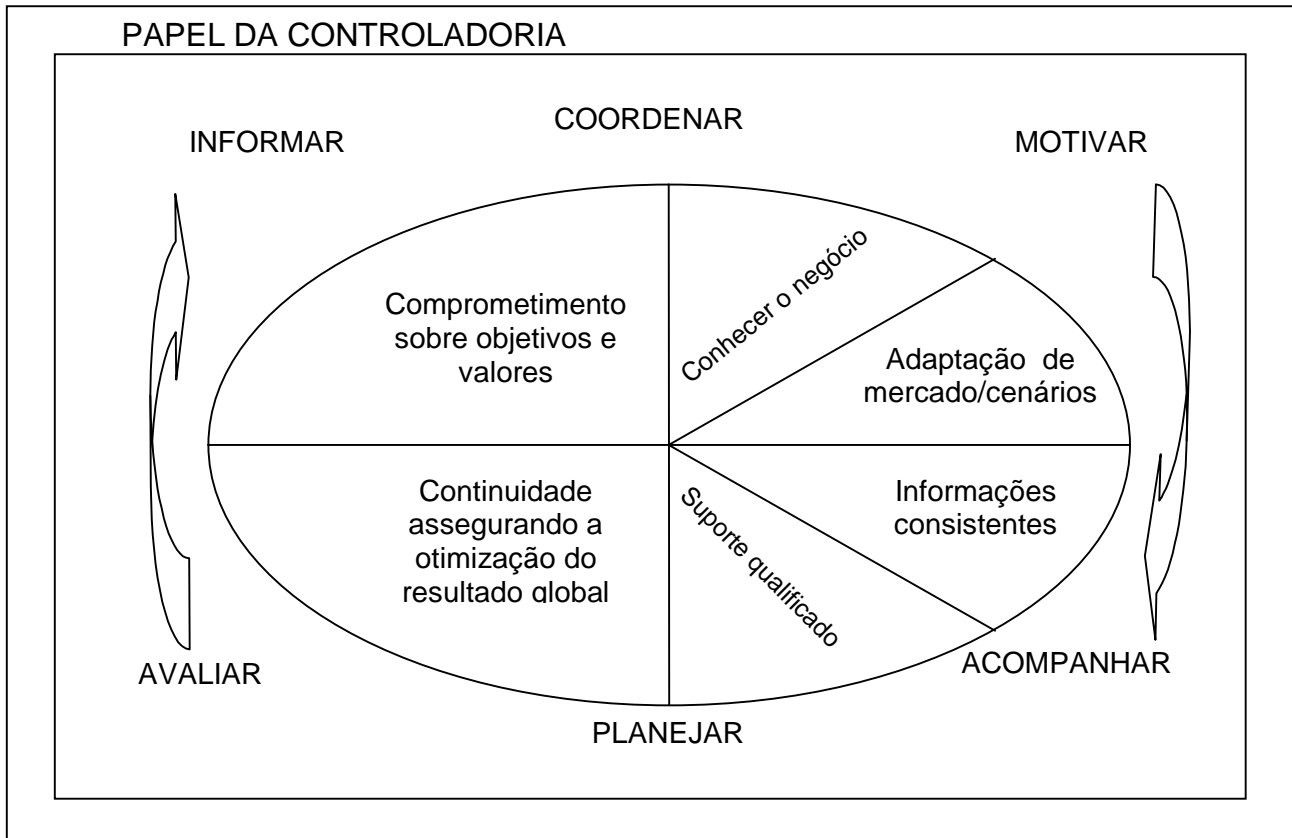 PAPEL DA CONTROLADORIA
COORDENAR
INFORMAR
MOTIVAR
Conhecer o negócio
Comprometimento
sobre objetivos e
valores
Adaptação de
mercado/cenários
Continuidade
assegurando a
otimização do
resultado global
Suporte qualificado
Informações
consistentes
AVALIAR
ACOMPANHAR
PLANEJAR